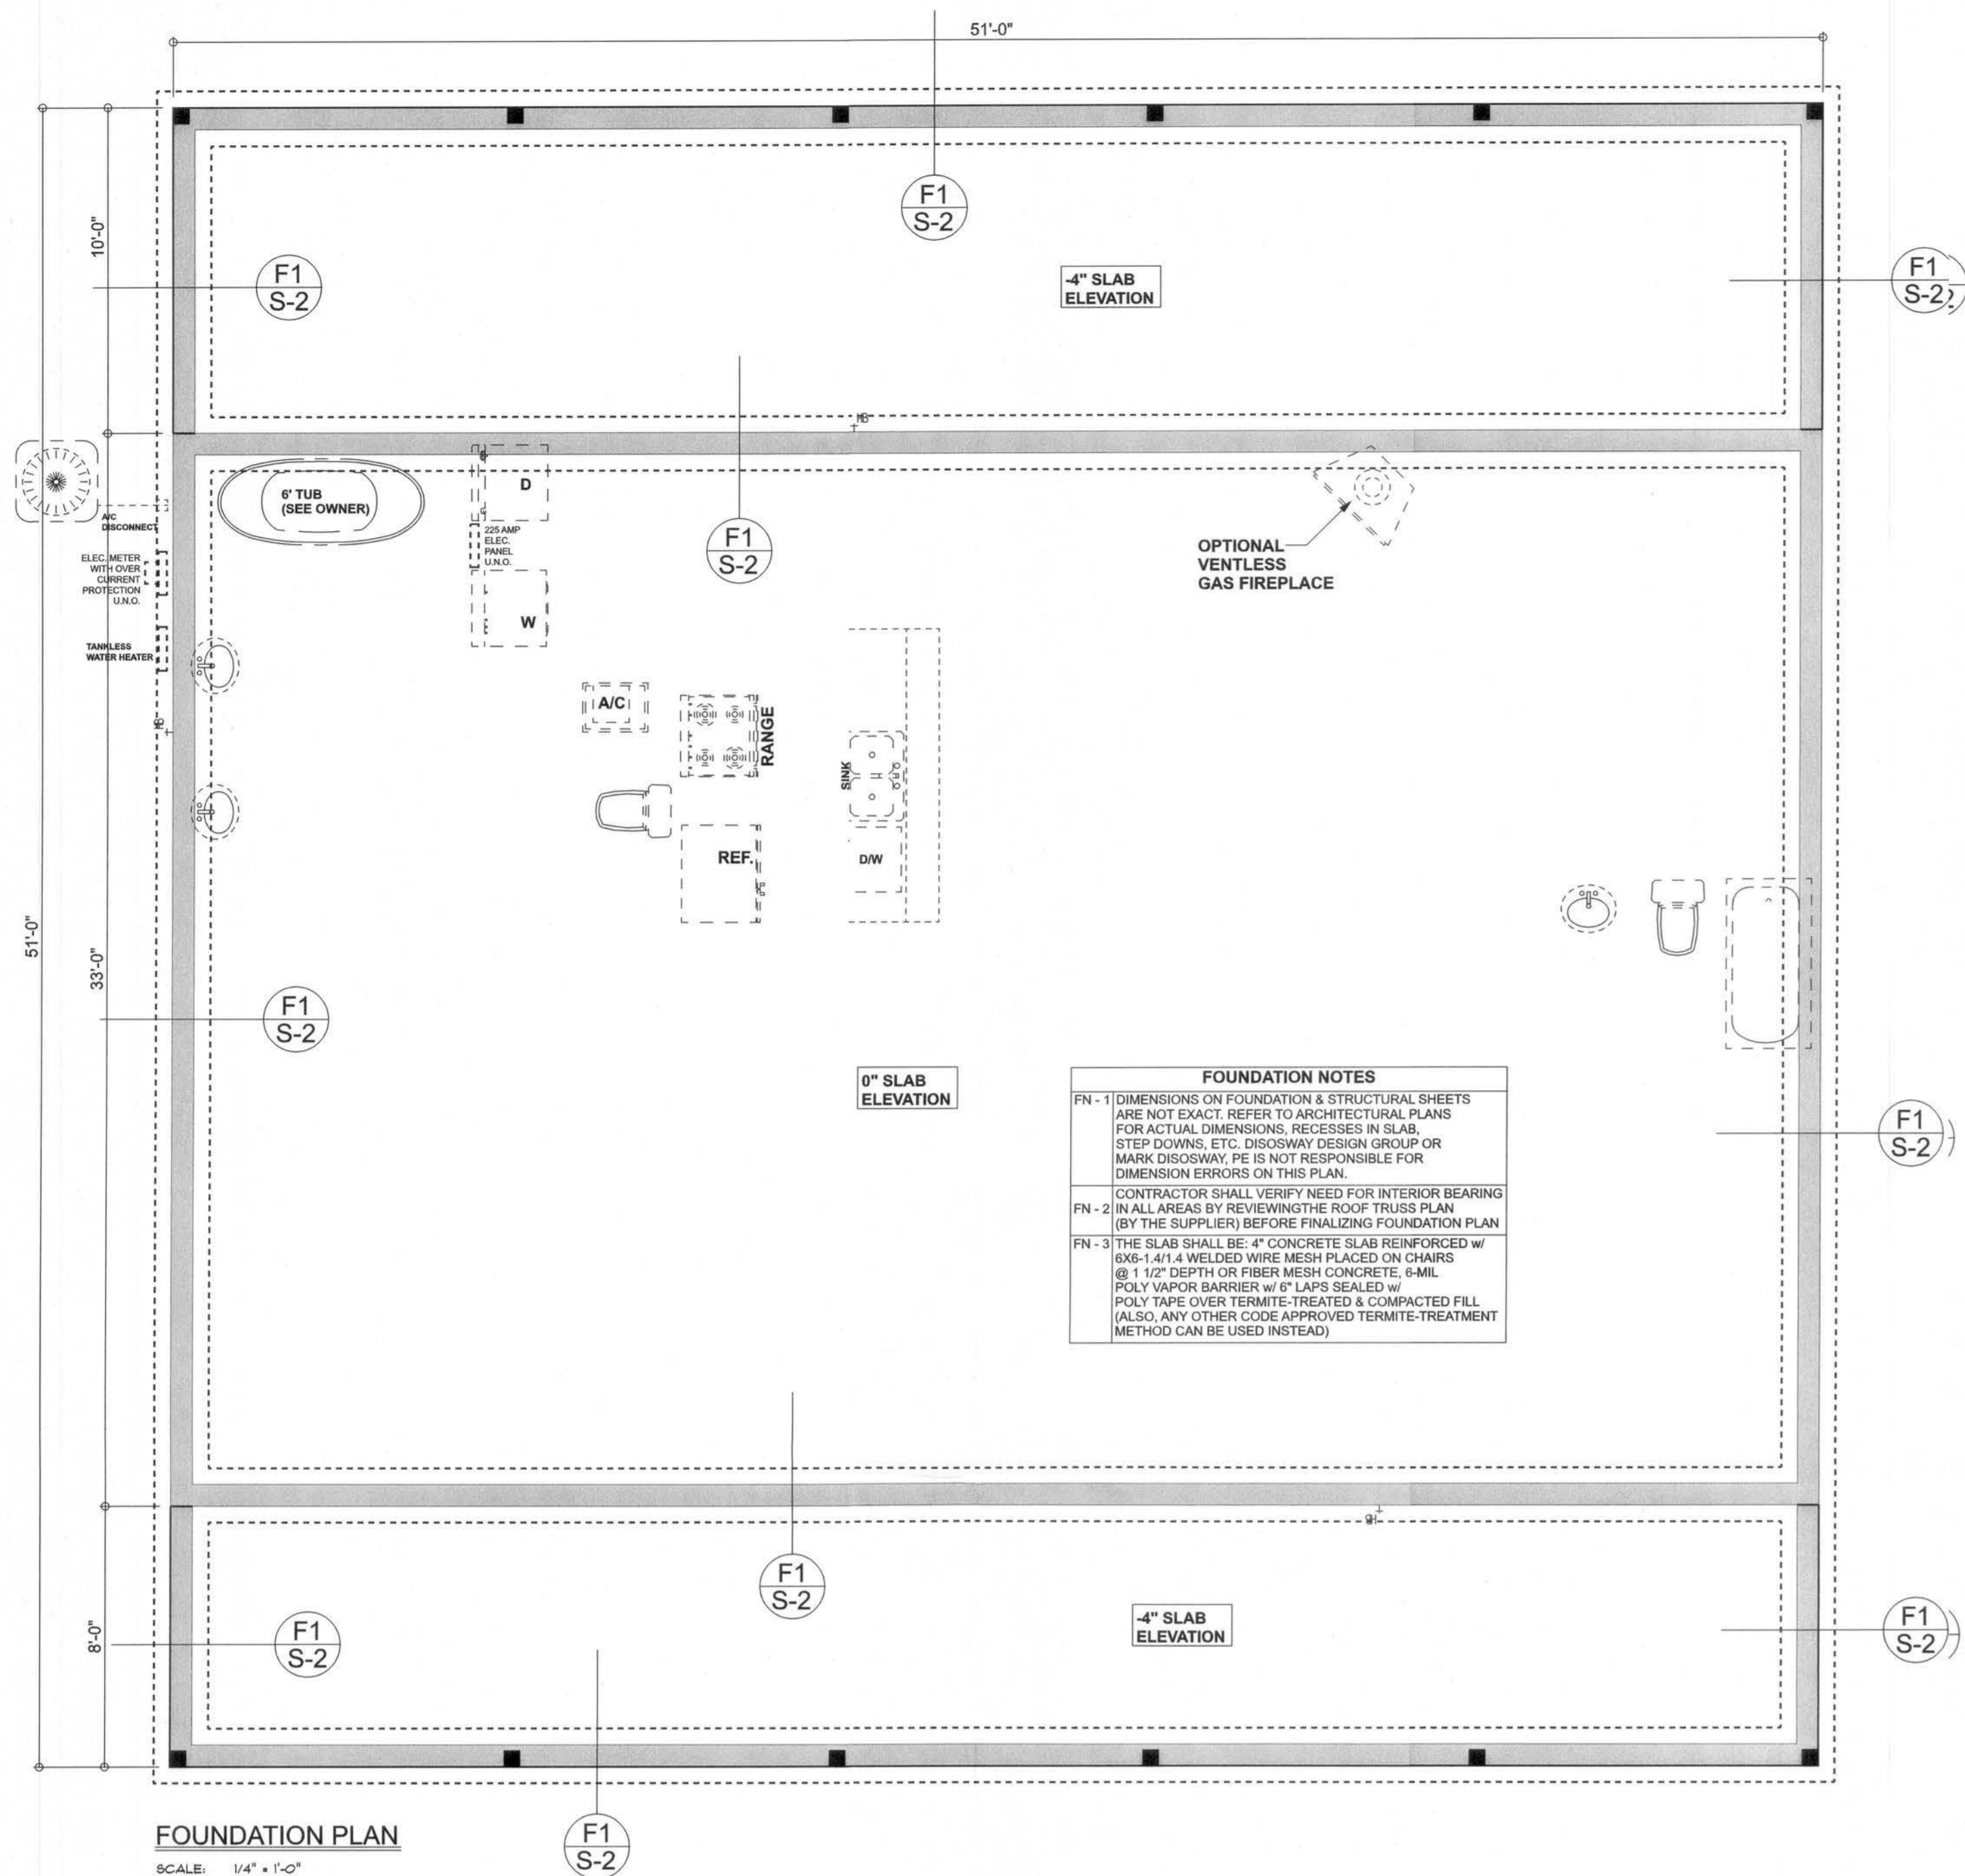 51'-0"
10'-0"
F1
S-2
F1
S-2
-4" SLAB
ELEVATION
F1
S-2
HB
6' TUB
(SEE OWNER)
D
A/C
DISCONNECT
225 AMP
ELEC.
PANEL
U.N.O.
F1
S-2
OPTIONAL
VENTLESS
GAS FIREPLACE
ELEC. METER
WITH OVER
CURRENT
PROTECTION
U.N.O.
W
TANKLESS
WATER HEATER
HB
A/C
RANGE
SINK
REF.
D/W
51'-0"
33'-0"
F1
S-2
0" SLAB
ELEVATION
FOUNDATION NOTES
FN - 1 DIMENSIONS ON FOUNDATION & STRUCTURAL SHEETS
ARE NOT EXACT. REFER TO ARCHITECTURAL PLANS
FOR ACTUAL DIMENSIONS, RECESSES IN SLAB,
STEP DOWNS, ETC. DISOSWAY DESIGN GROUP OR
MARK DISOSWAY, PE IS NOT RESPONSIBLE FOR
DIMENSION ERRORS ON THIS PLAN.
CONTRACTOR SHALL VERIFY NEED FOR INTERIOR BEARING
FN - 2 IN ALL AREAS BY REVIEWINGTHE ROOF TRUSS PLAN
(BY THE SUPPLIER) BEFORE FINALIZING FOUNDATION PLAN
FN - 3 THE SLAB SHALL BE: 4" CONCRETE SLAB REINFORCED w/
6X6-1.4/1.4 WELDED WIRE MESH PLACED ON CHAIRS
@ 1 1/2" DEPTH OR FIBER MESH CONCRETE, 6-MIL
POLY VAPOR BARRIER w/ 6" LAPS SEALED w/
POLY TAPE OVER TERMITE-TREATED & COMPACTED FILL
(ALSO, ANY OTHER CODE APPROVED TERMITE-TREATMENT
METHOD CAN BE USED INSTEAD)
F1
S-2
HB
8'-0"
F1
S-2
F1
S-2
-4" SLAB
ELEVATION
F1
S-2
F1
S-2
FOUNDATION PLAN
SCALE: 1/4" = 1'-0"